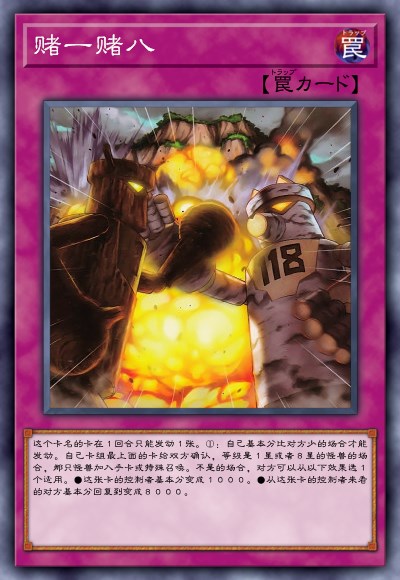 赌一赌八
トラップ
罠
トラップ
【罠カード】
118
这个卡名的卡在1回合只能发动1张。①：自己基本分比对方少的场合才能
发动。自己卡组最上面的卡给双方确认，等级是1星或者8星的怪兽的场
合，那只怪兽加入手卡或特殊召唤。不是的场合，对方可以从以下效果选1
个适用。●这张卡的控制者基本分变成1000。●从这张卡的控制者来看
的对方基本分回复到变成8000。